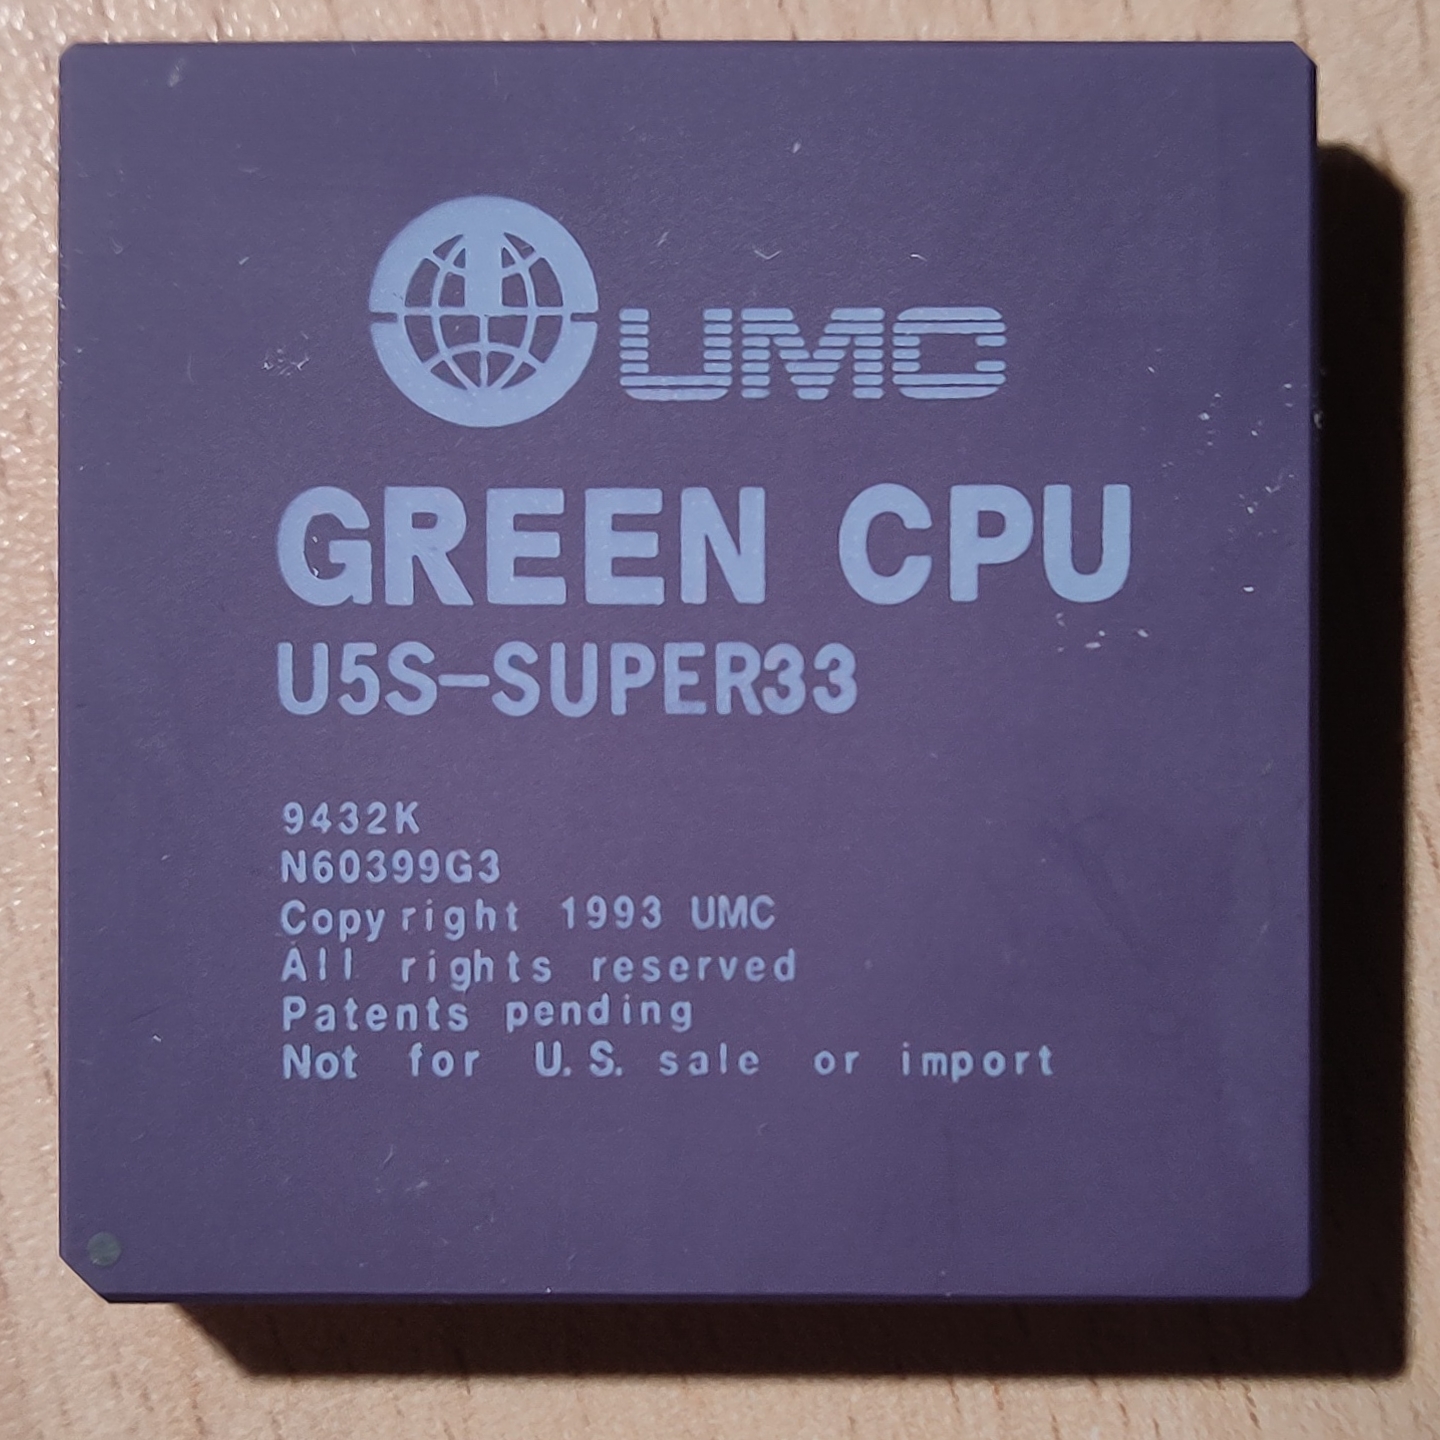 UMC
GREEN CPU
U5S-SUPER33
9432K
N60399G3
Copyright 1993 UMC
All rights reserved
Patents pending
Not for U.S. sale or import